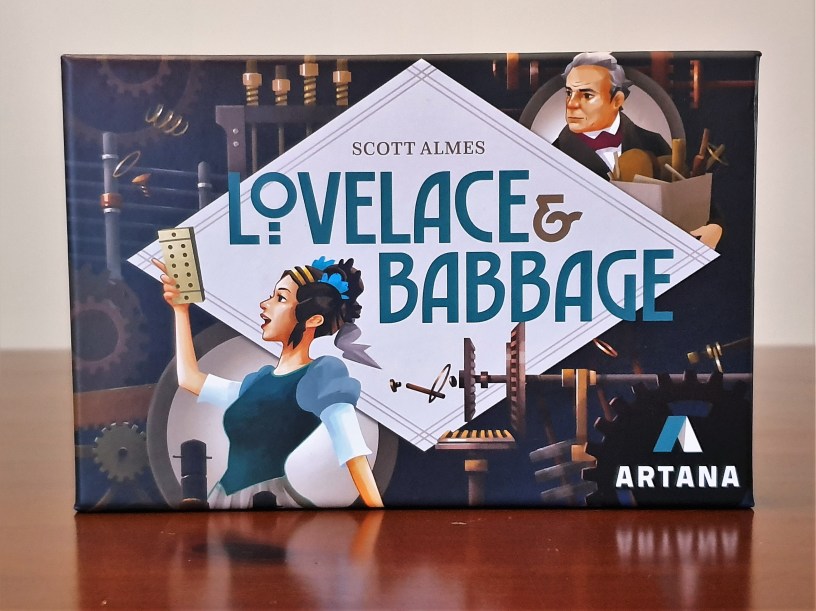 SCOTT ALMES
LOVELACE &
BABBAGE
ARTANA